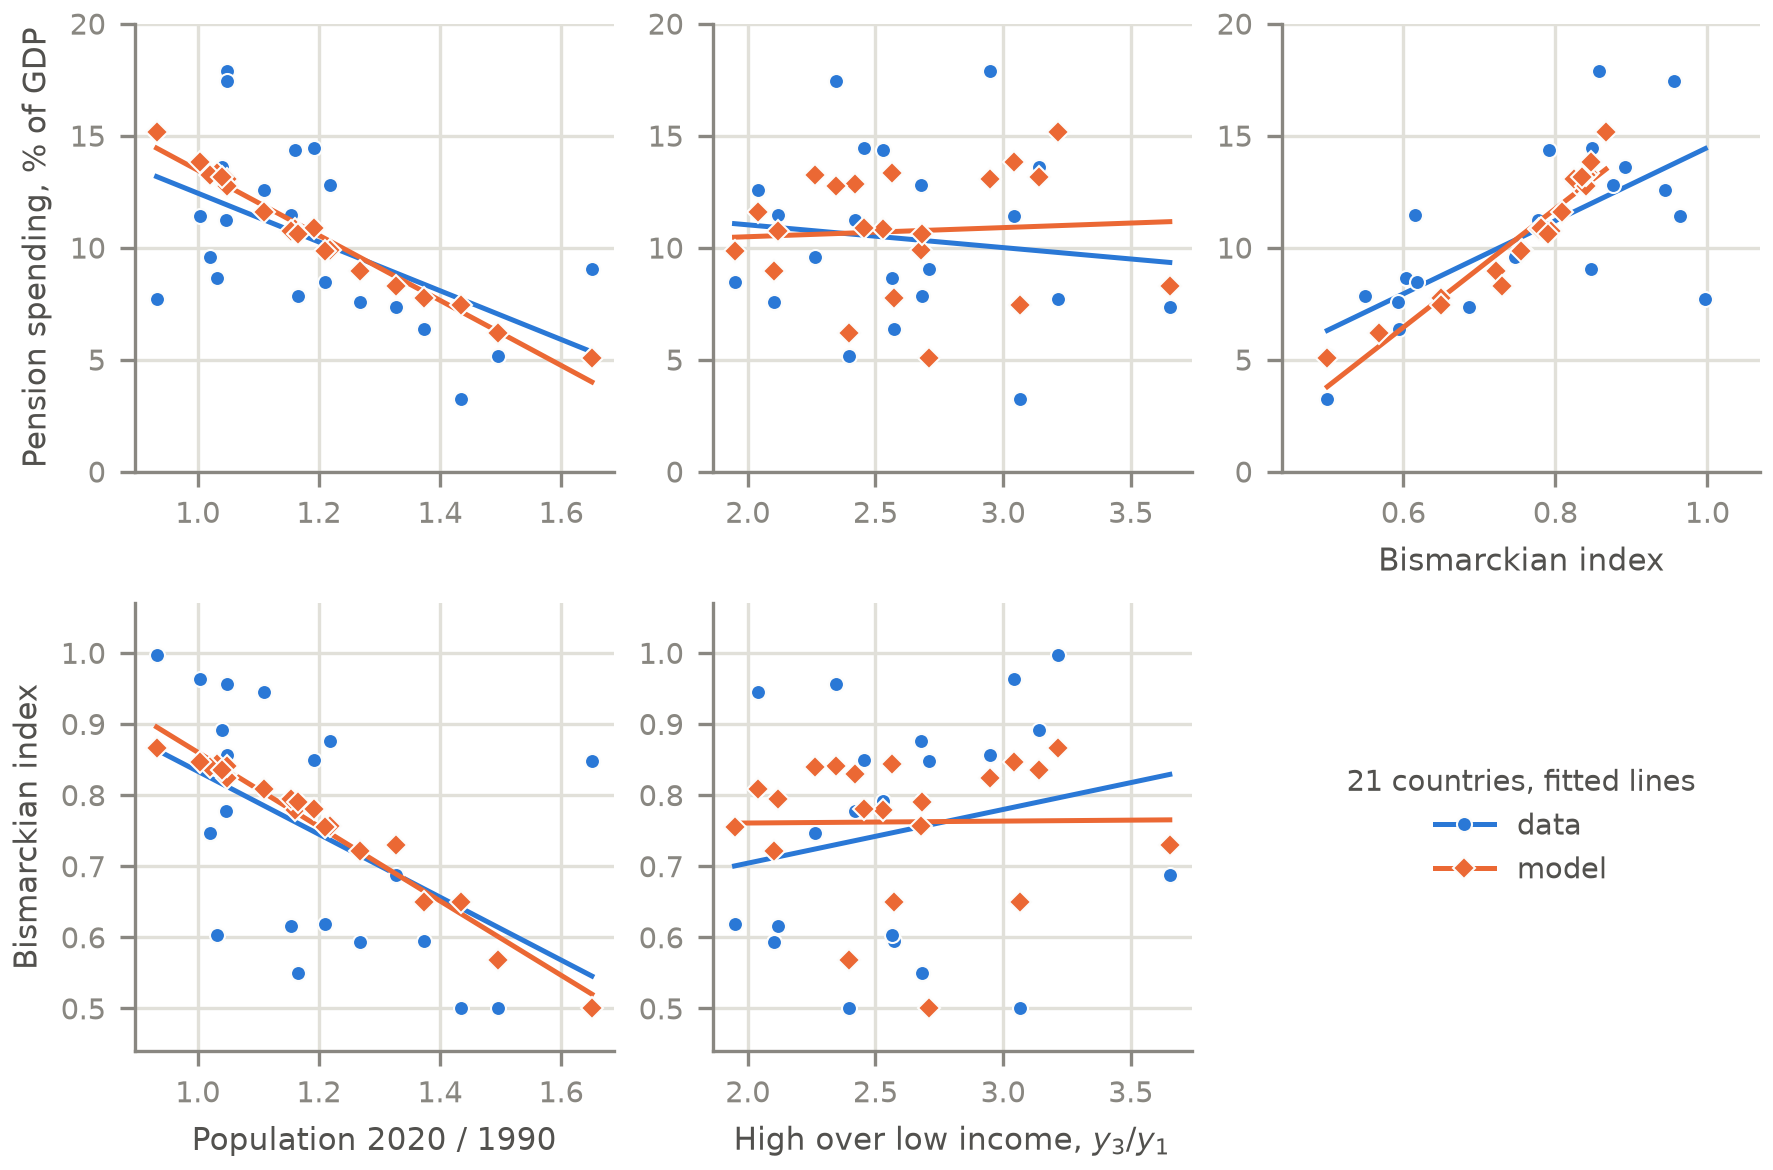 Pension spending, % of GDP
20
15
10
5
0
1.0 1.2 1.4 1.6
20
15
10
5
0
2.0 2.5 3.0 3.5
20
15
10
5
0
0.6 0.8 1.0
Bismarckian index
Bismarckian index
1.0
0.9
0.8
0.7
0.6
0.5
1.0 1.2 1.4 1.6
Population 2020 / 1990
1.0
0.9
0.8
0.7
0.6
0.5
2.0 2.5 3.0 3.5
High over low income, y₃/y₁
21 countries, fitted lines
data
model